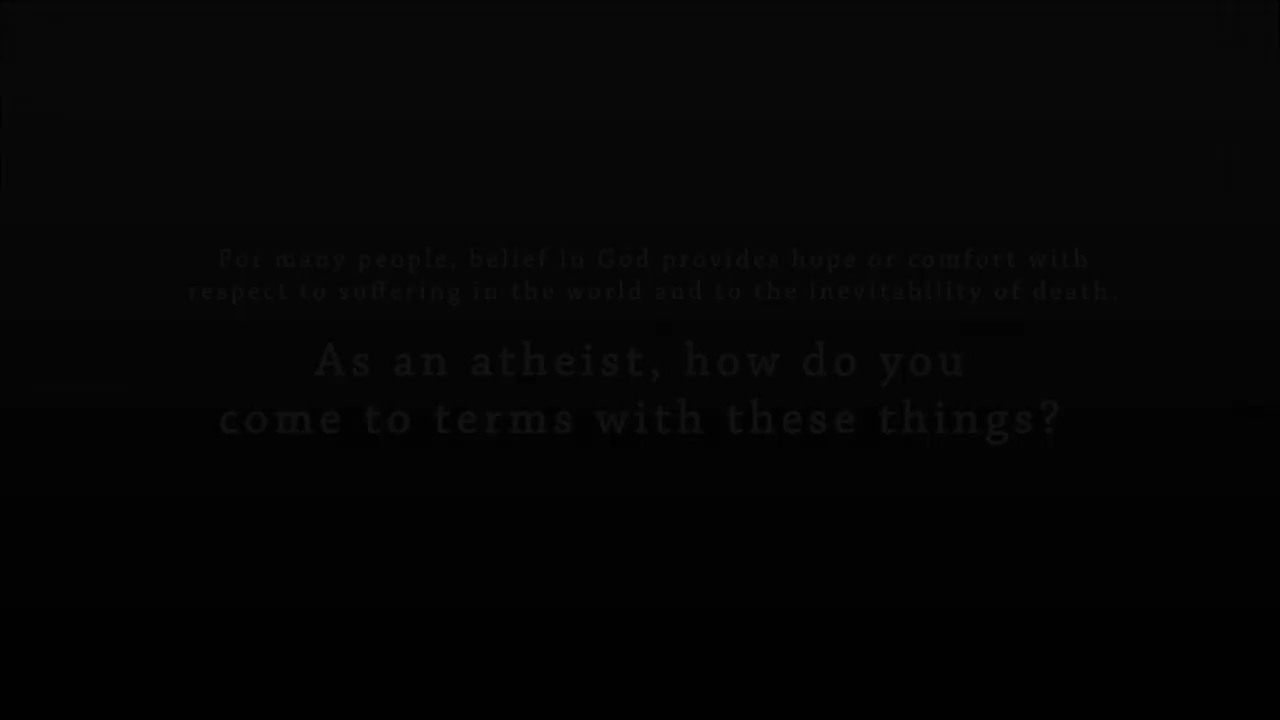 For many people, belief in God provides hope or comfort with
respect to suffering in the world and to the inevitability of death.
As an atheist, how do you
come to terms with these things?